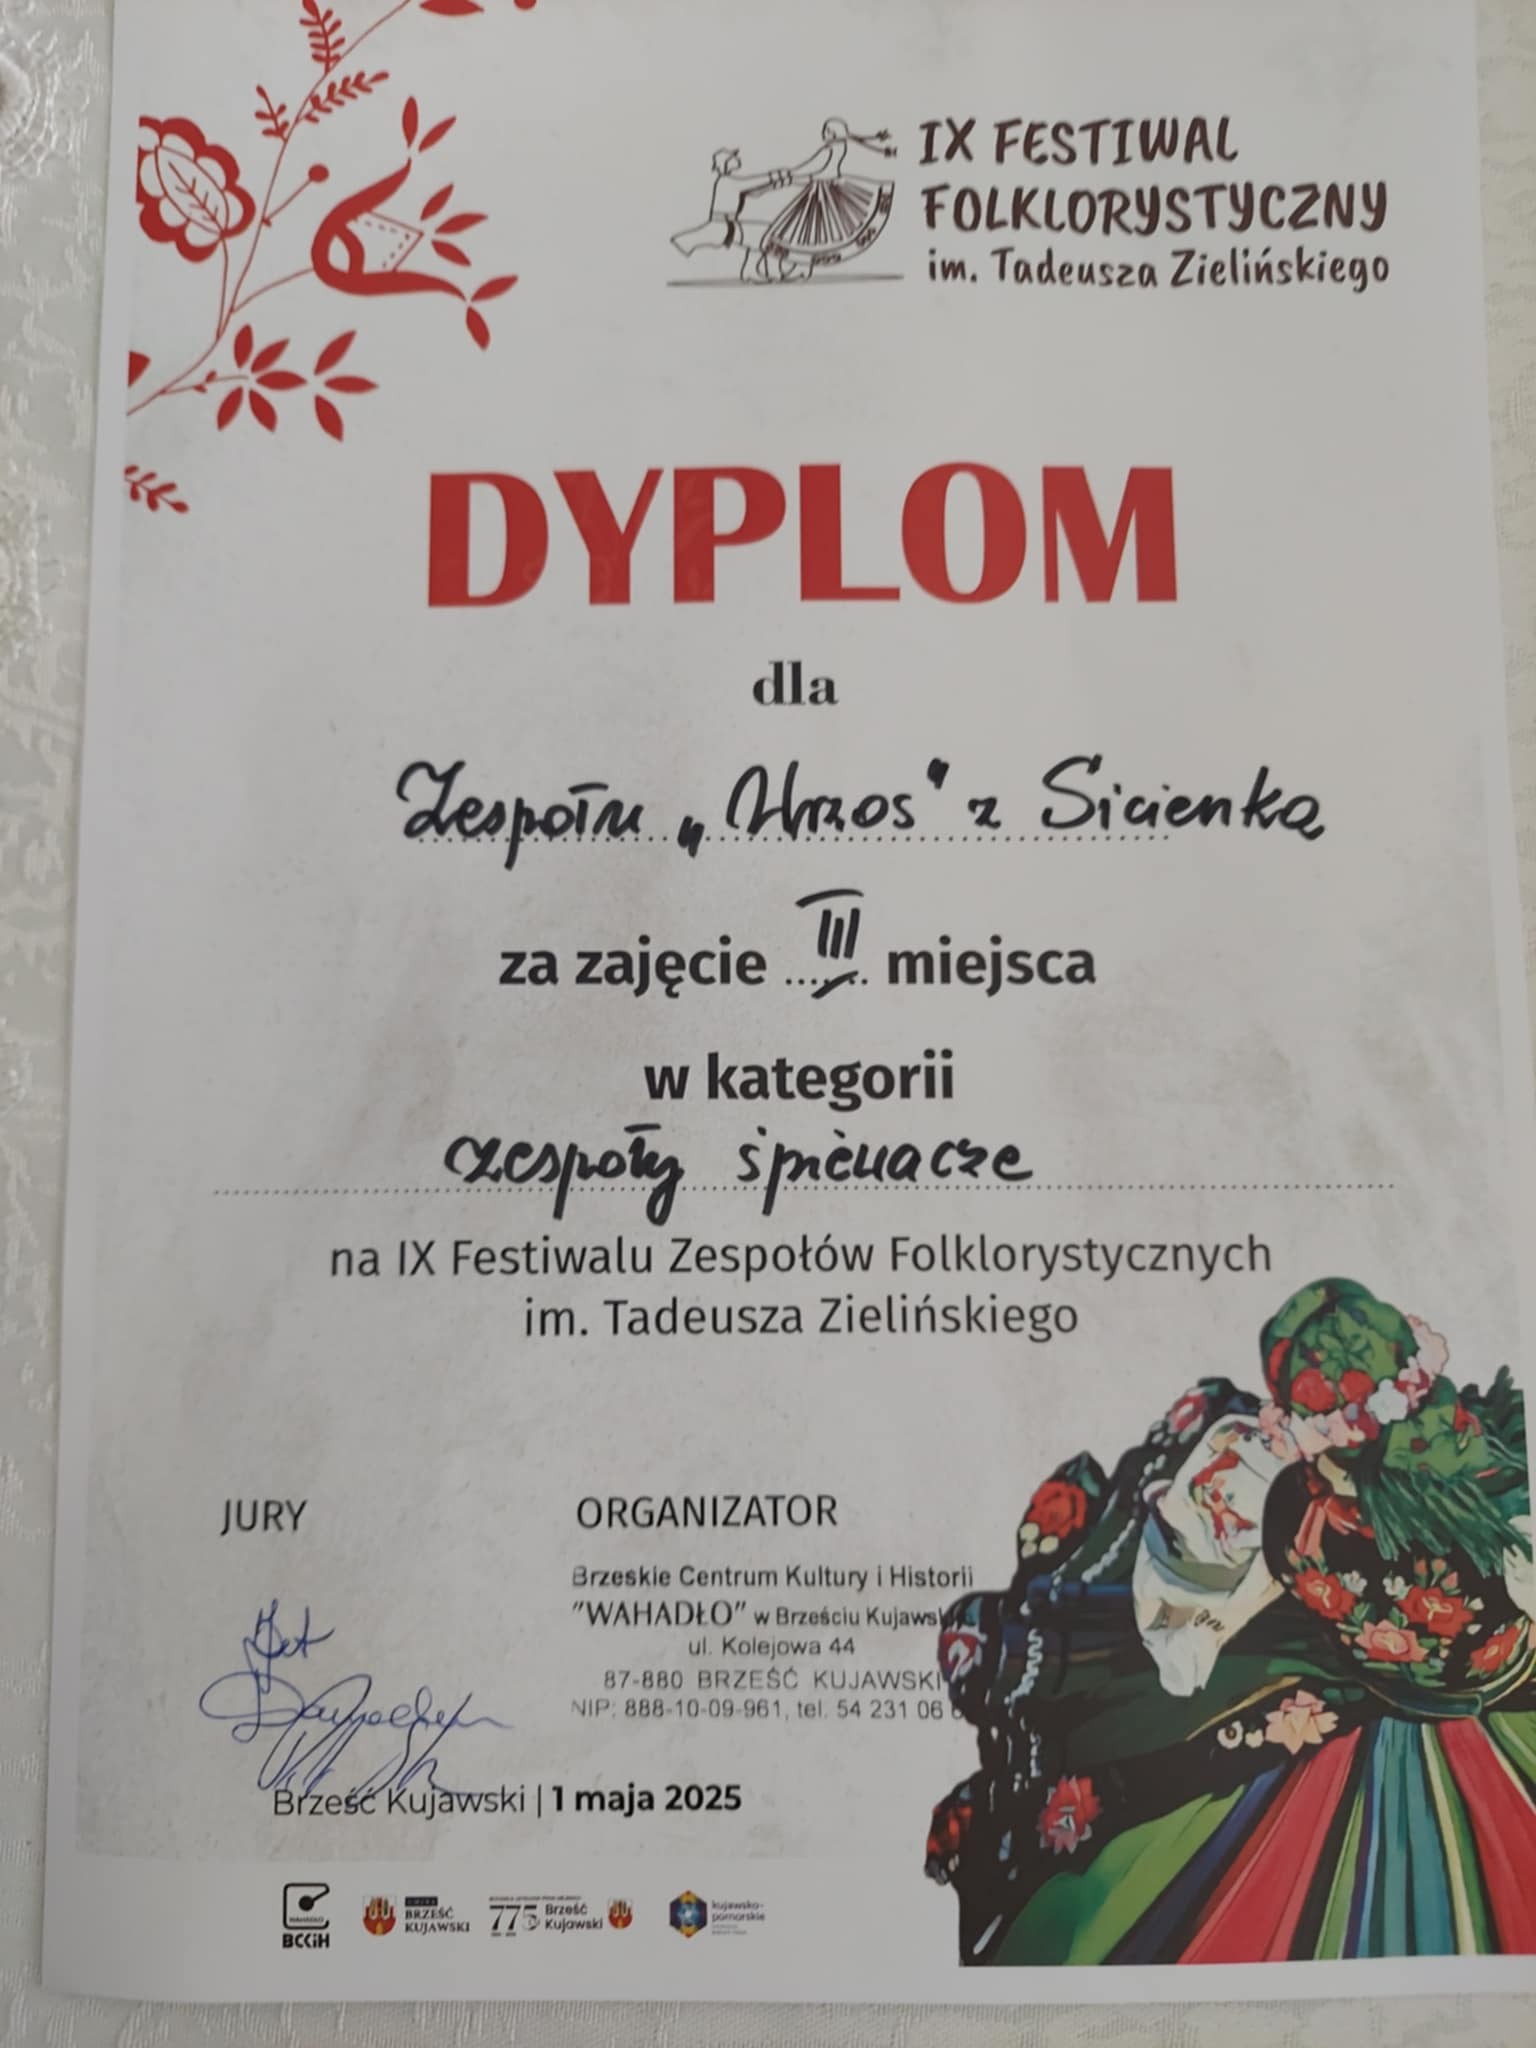 IX FESTIWAL
FOLKLORYSTYCZNY
im. Tadeusza Zielińskiego
DYPLOM
dla
Zespołu „Wrzos" z Sicienka
za zajęcie III miejsca
w kategorii
zespoły śpiewacze
na IX Festiwalu Zespołów Folklorystycznych
im. Tadeusza Zielińskiego
JURY
ORGANIZATOR
Brzeskie Centrum Kultury i Historii
"WAHADŁO" w Brześciu Kujaws
ul. Kolejowa 44
87-880 BRZEŚĆ KUJAWSKI
NIP: 888-10-09-961, tel. 54 231 06
Brześć Kujawski | 1 maja 2025
WAHADŁO
BCKiH
GMINA
BRZEŚĆ
KUJAWSKI
775
Brześć
Kujawski
kujawsko-
pomorskie